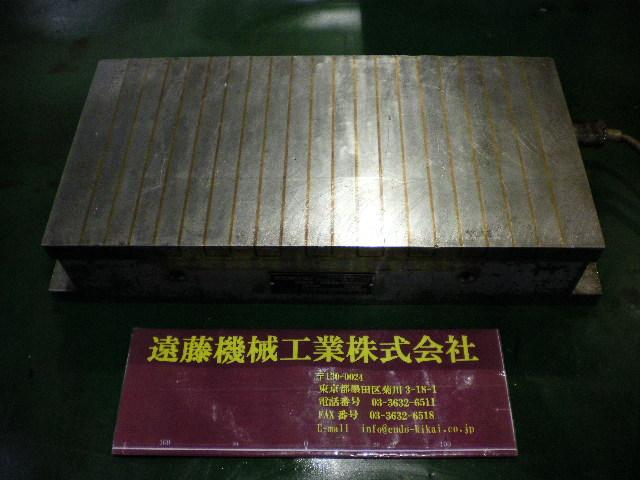 遠藤機械工業株式会社
〒130-0024
東京都墨田区菊川3-18-1
電話番号 03-3632-6511
FAX番号 03-3632-6518
E-mall info@endo-kikai.co.jp